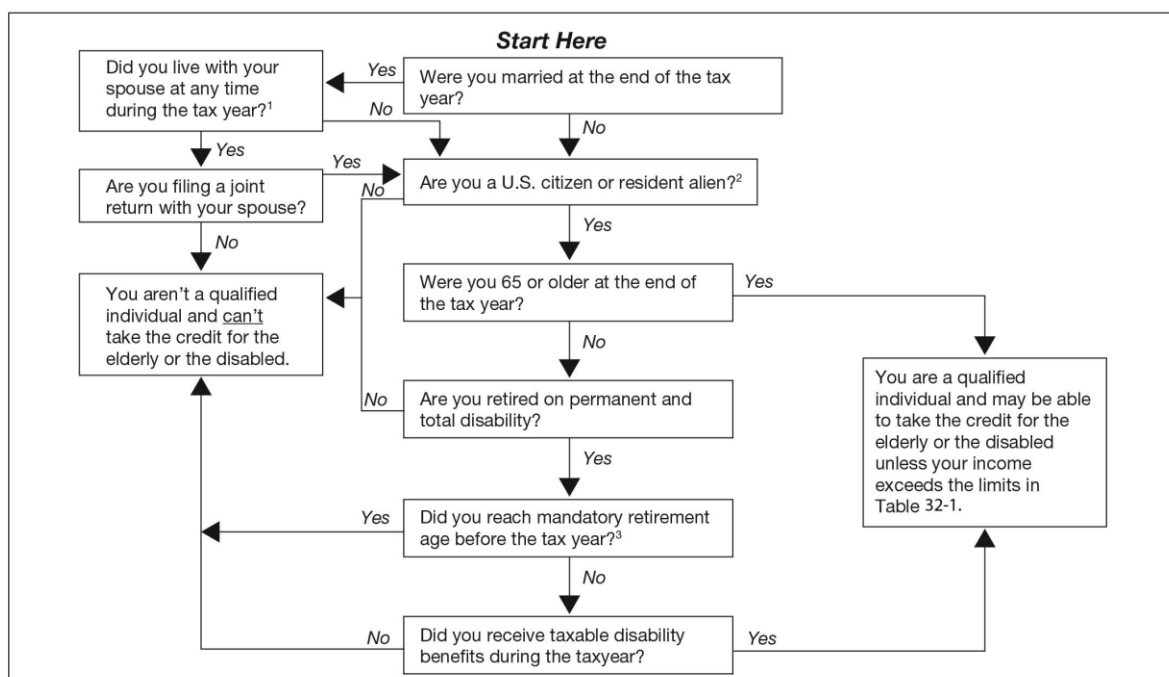 Start Here
Did you live with your
spouse at any time
during the tax year?1
Yes
Were you married at the end of the tax
year?
No
No
Yes
Are you filing a joint
return with your spouse?
Yes
Are you a U.S. citizen or resident alien?2
No
Yes
No
You aren't a qualified
individual and can't
take the credit for the
elderly or the disabled.
Were you 65 or older at the end of
the tax year?
Yes
No
Are you retired on permanent and
total disability?
No
Yes
You are a qualified
individual and may be able
to take the credit for the
elderly or the disabled
unless your income
exceeds the limits in
Table 32-1.
Did you reach mandatory retirement
age before the tax year?3
Yes
No
Did you receive taxable disability
benefits during the taxyear?
No
Yes